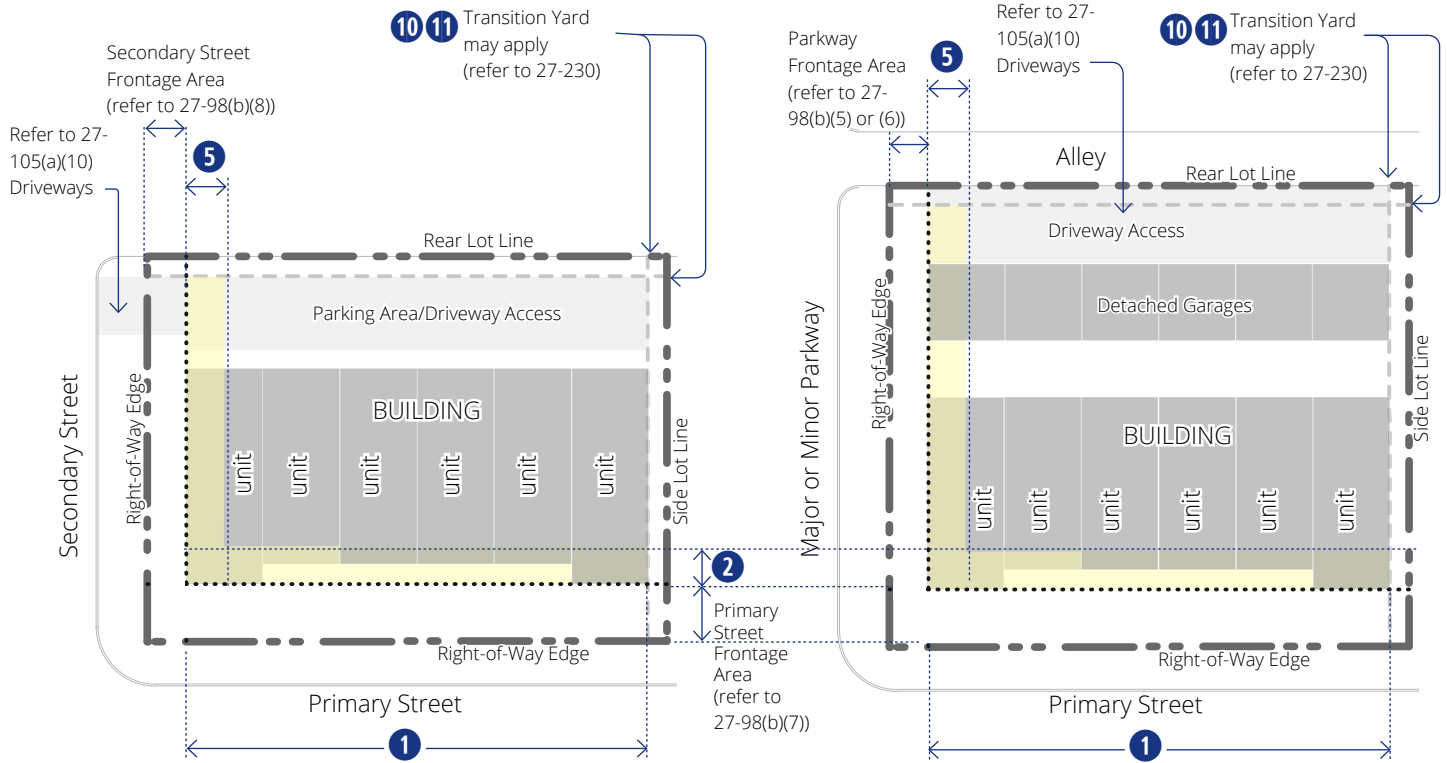 10 11 Transition Yard
may apply
(refer to 27-230)
Secondary Street
Frontage Area
(refer to 27-98(b)(8))
Refer to 27-
105(a)(10)
Driveways
5
Rear Lot Line
Parking Area/Driveway Access
BUILDING
unit unit unit unit unit unit
Secondary Street
Right-of-Way Edge
Side Lot Line
2
Primary
Street
Frontage
Area
(refer to
27-98(b)(7))
Right-of-Way Edge
Primary Street
1
Parkway
Frontage Area
(refer to 27-
98(b)(5) or (6))
5
Refer to 27-
105(a)(10)
Driveways
10 11 Transition Yard
may apply
(refer to 27-230)
Alley
Rear Lot Line
Driveway Access
Detached Garages
BUILDING
unit unit unit unit unit unit
Major or Minor Parkway
Right-of-Way Edge
Side Lot Line
Right-of-Way Edge
Primary Street
1